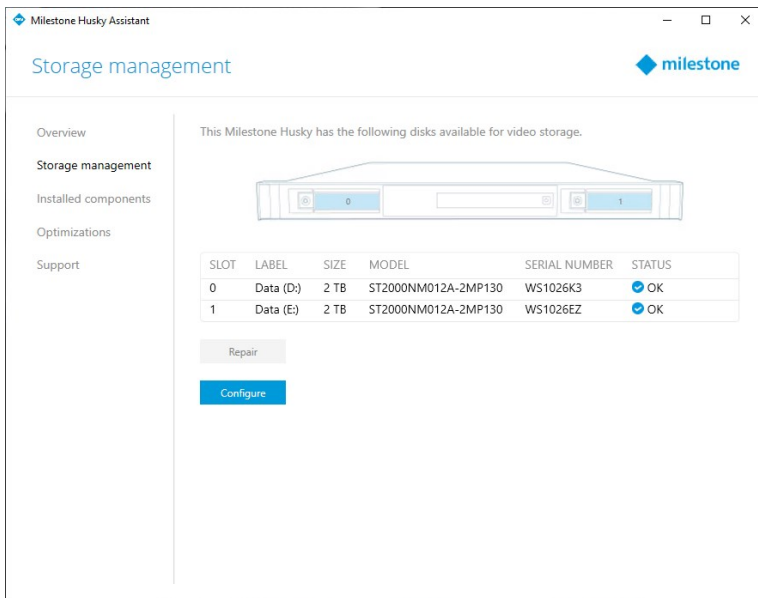 Milestone Husky Assistant
Storage management
milestone
Overview
Storage management
Installed components
Optimizations
Support
This Milestone Husky has the following disks available for video storage.
0 1
SLOT LABEL SIZE MODEL SERIAL NUMBER STATUS
0 Data (D:) 2 TB ST2000NM012A-2MP130 WS1026K3 OK
1 Data (E:) 2 TB ST2000NM012A-2MP130 WS1026EZ OK
Repair
Configure